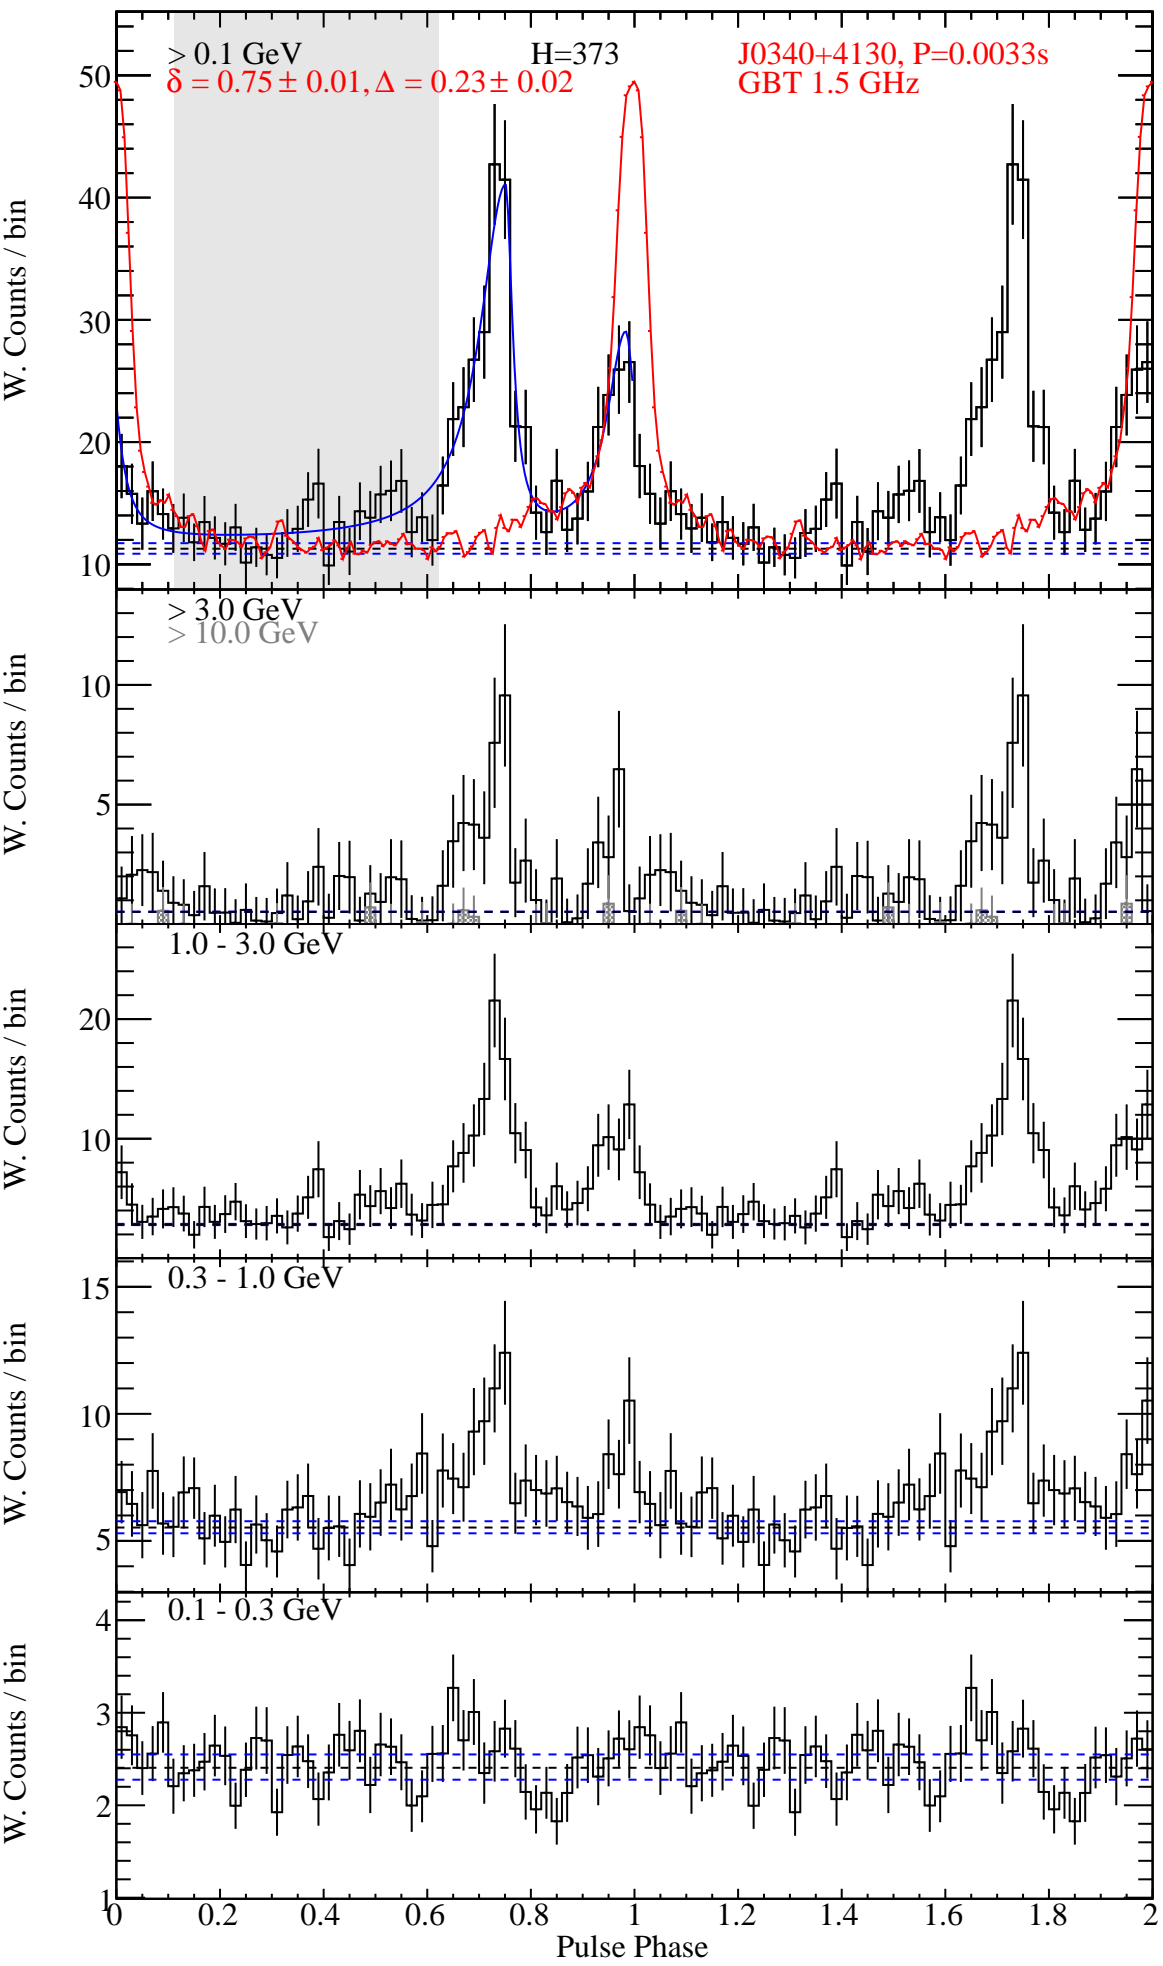 > 0.1 GeV
H=373
J0340+4130, P=0.0033s
δ = 0.75 ± 0.01, Δ = 0.23 ± 0.02
GBT 1.5 GHz
50
40
30
20
10
W. Counts / bin
> 3.0 GeV
> 10.0 GeV
10
5
W. Counts / bin
1.0 - 3.0 GeV
20
10
W. Counts / bin
0.3 - 1.0 GeV
15
10
5
W. Counts / bin
0.1 - 0.3 GeV
4
3
2
1
W. Counts / bin
0 0.2 0.4 0.6 0.8 1 1.2 1.4 1.6 1.8 2
Pulse Phase